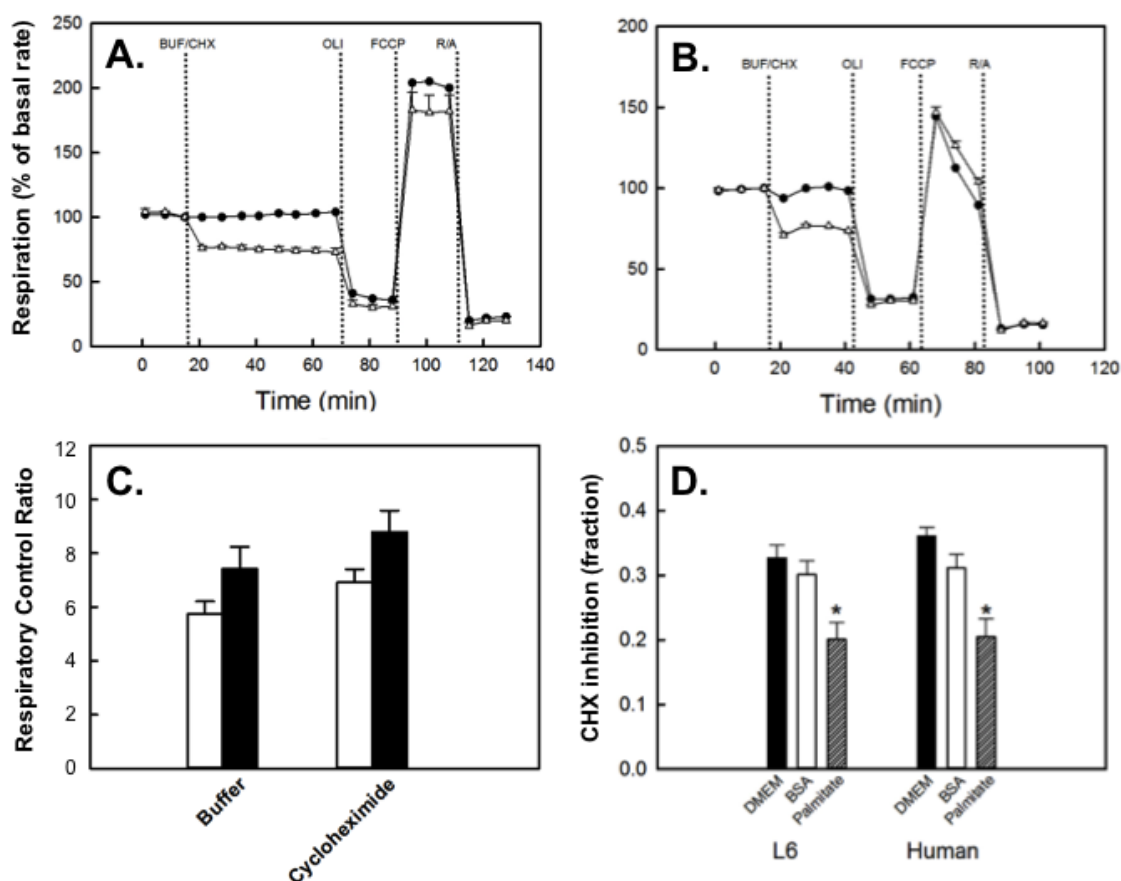 A.
BUF/CHX OLI FCCP R/A
250
200
150
100
50
0
Respiration (% of basal rate)
0 20 40 60 80 100 120 140
Time (min)
B.
BUF/CHX OLI FCCP R/A
200
150
100
50
0
0 20 40 60 80 100 120
Time (min)
C.
12
10
8
6
4
2
0
Respiratory Control Ratio
Buffer
Cycloheximide
D.
0.5
0.4
0.3
0.2
0.1
0.0
CHX inhibition (fraction)
* *
DMEM BSA Palmitate DMEM BSA Palmitate
L6 Human